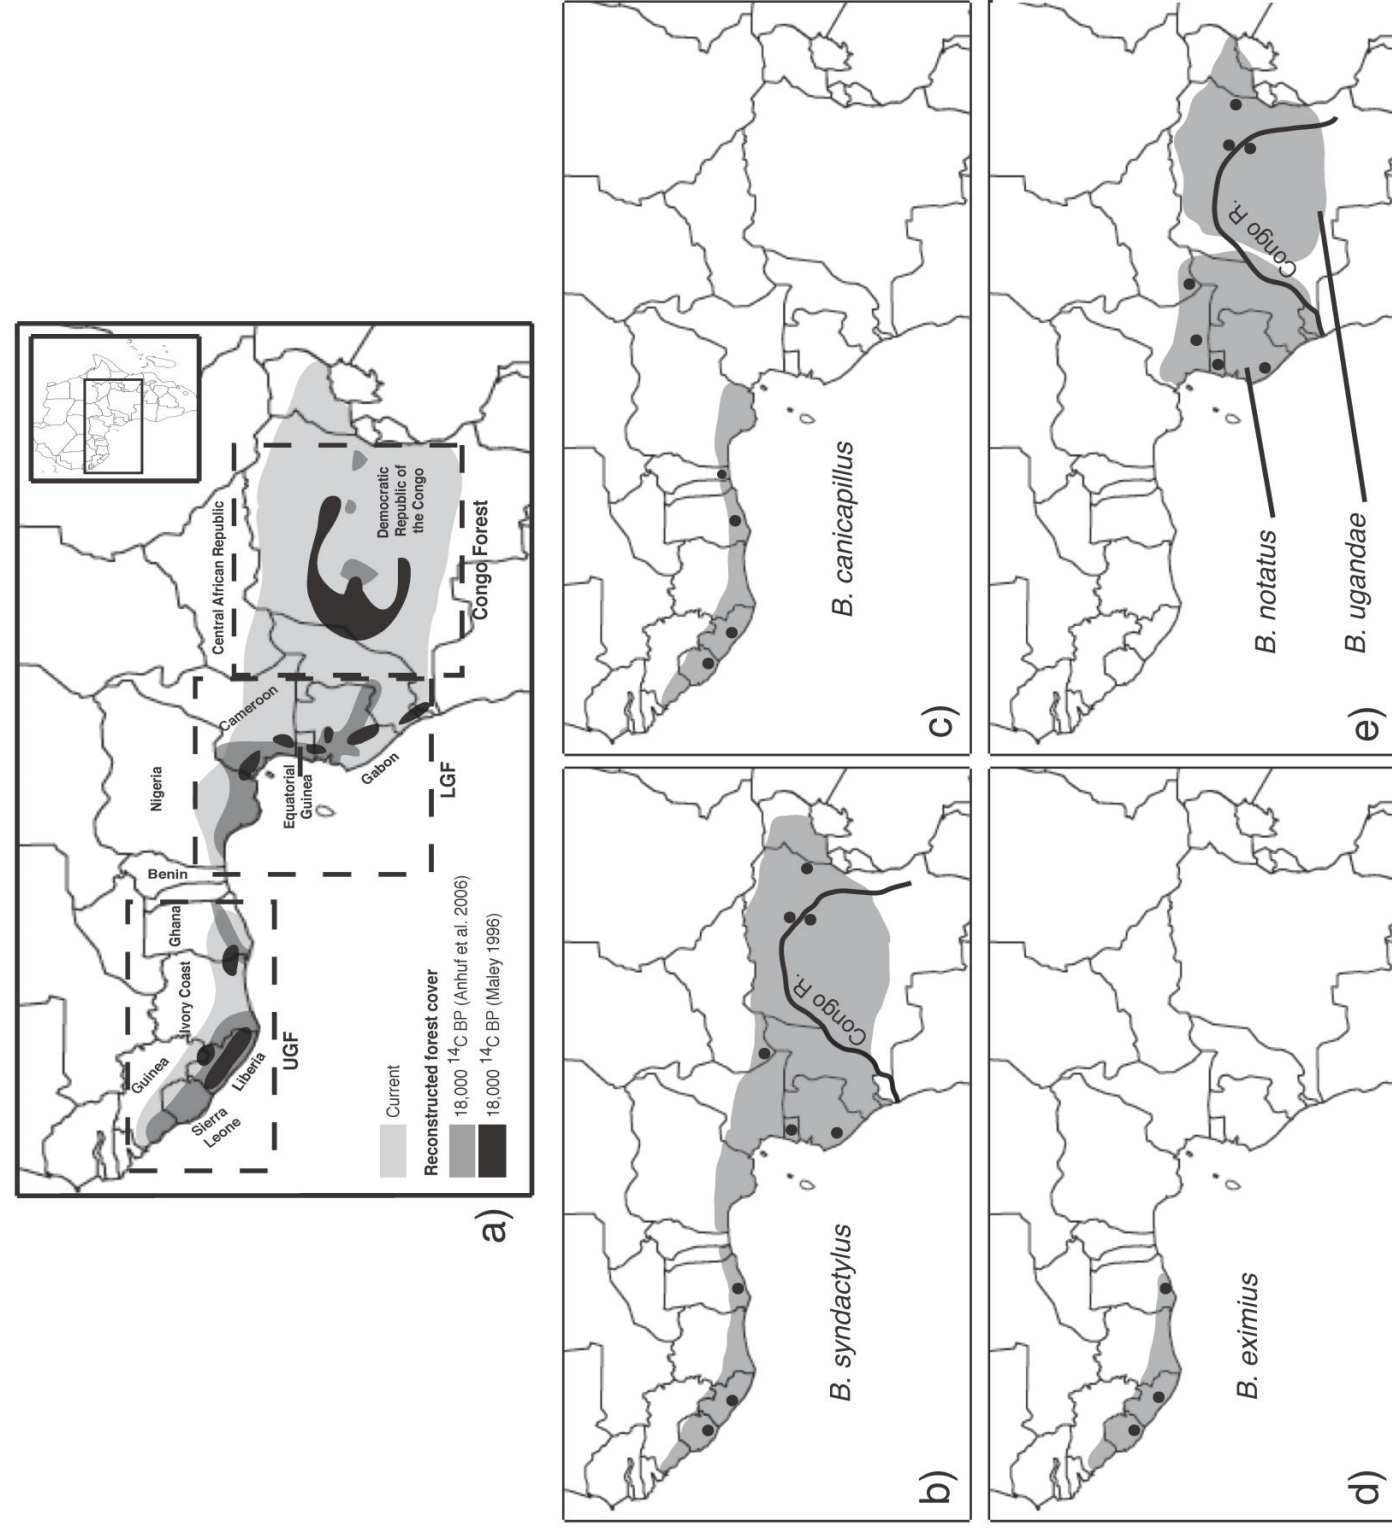 a)
Nigeria
Benin
Ghana
Ivory Coast
Guinea
Sierra
Leone
Liberia
UGF
Cameroon
Central African Republic
Equatorial
Guinea
Gabon
LGF
Democratic
Republic of
the Congo
Congo Forest
Current
Reconstructed forest cover
18,000 ¹⁴C BP (Anhuf et al. 2006)
18,000 ¹⁴C BP (Maley 1996)
b)
B. syndactylus
Congo R.
c)
B. canicapillus
d)
B. eximius
e)
B. notatus
B. ugandae
Congo R.